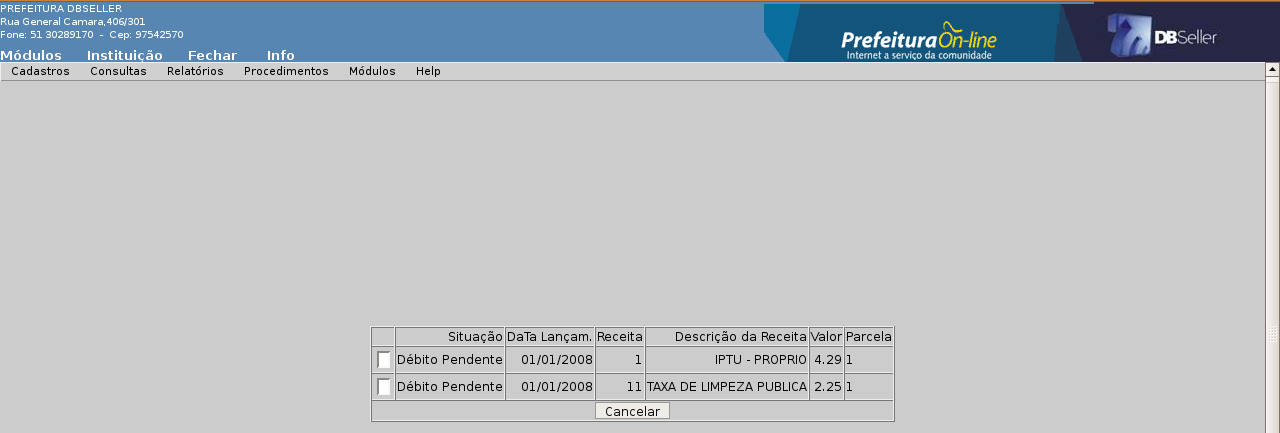 PREFEITURA DBSELLER
Rua General Camara,406/301
Fone: 51 30289170 - Cep: 97542570
Módulos Instituição Fechar Info
Prefeitura On-line
Internet a serviço da comunidade
DBSeller
Cadastros Consultas Relatórios Procedimentos Módulos Help
Situação DaTa Lançam. Receita Descrição da Receita Valor Parcela
Débito Pendente 01/01/2008 1 IPTU - PROPRIO 4.29 1
Débito Pendente 01/01/2008 11 TAXA DE LIMPEZA PUBLICA 2.25 1
Cancelar